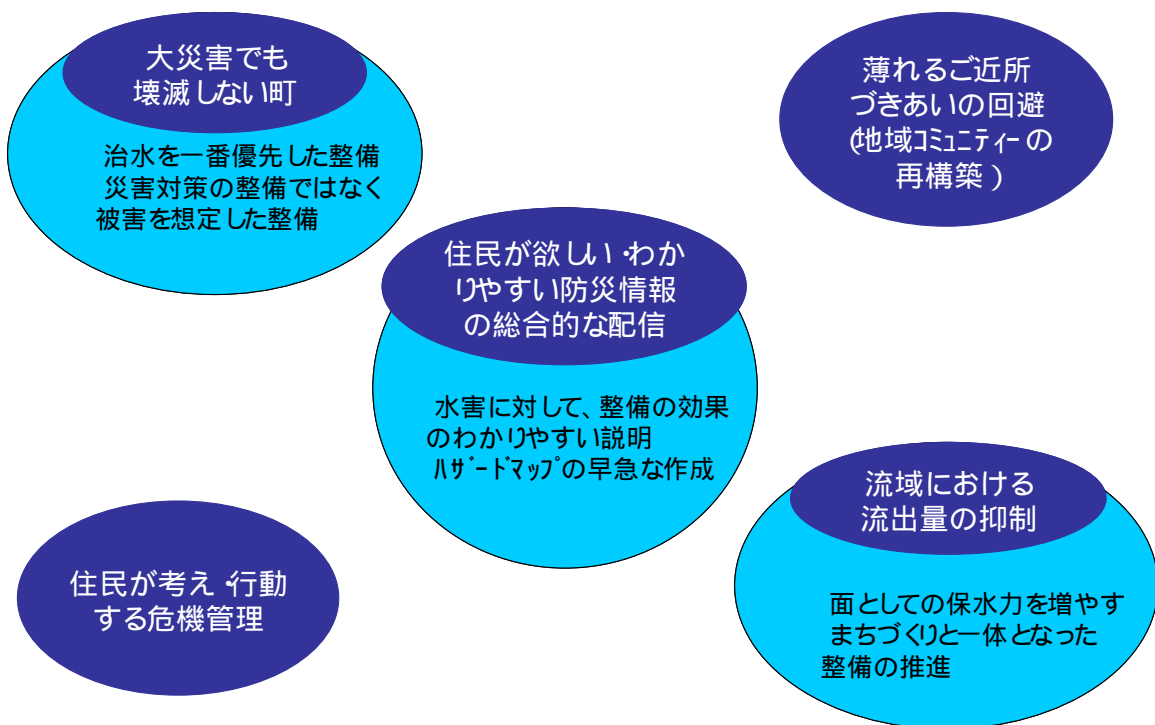 大災害でも
壊滅しない町
治水を一番優先した整備
災害対策の整備ではなく
被害を想定した整備
薄れるご近所
づきあいの回避
(地域ｺﾐｭﾆﾃｨｰの
再構築)
住民が欲しい・わか
りやすい防災情報
の総合的な配信
水害に対して、整備の効果
のわかりやすい説明
ﾊｻﾞｰﾄﾞﾏｯﾌﾟの早急な作成
流域における
流出量の抑制
面としての保水力を増やす
まちづくりと一体となった
整備の推進
住民が考え・行動
する危機管理